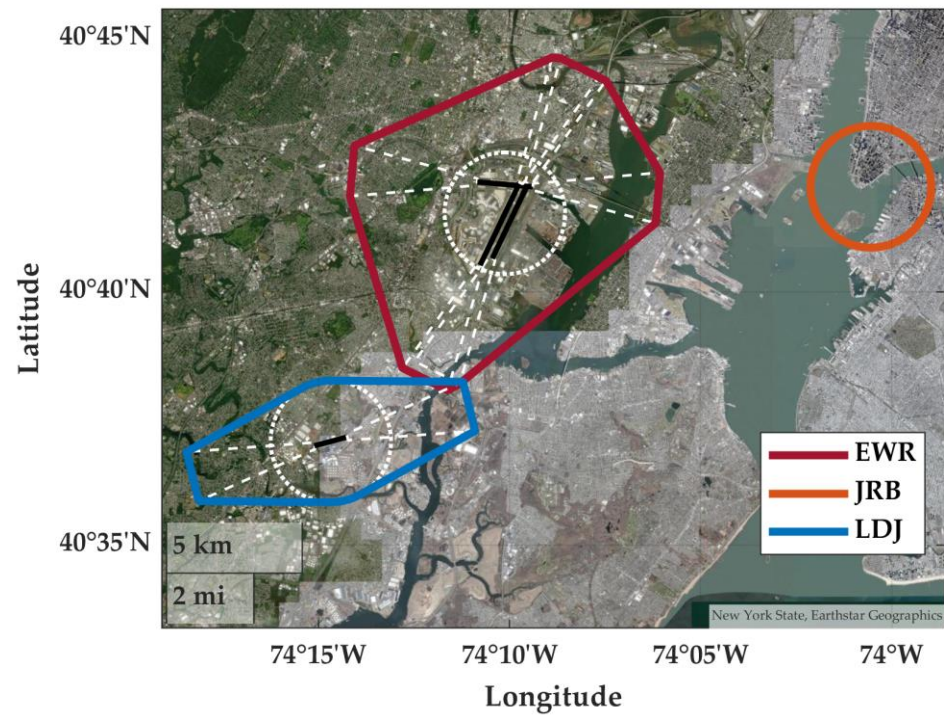 40°45'N
40°40'N
40°35'N
Latitude
EWR
JRB
LDJ
5 km
2 mi
New York State, Earthstar Geographics
74°15'W
74°10'W
74°05'W
74°W
Longitude